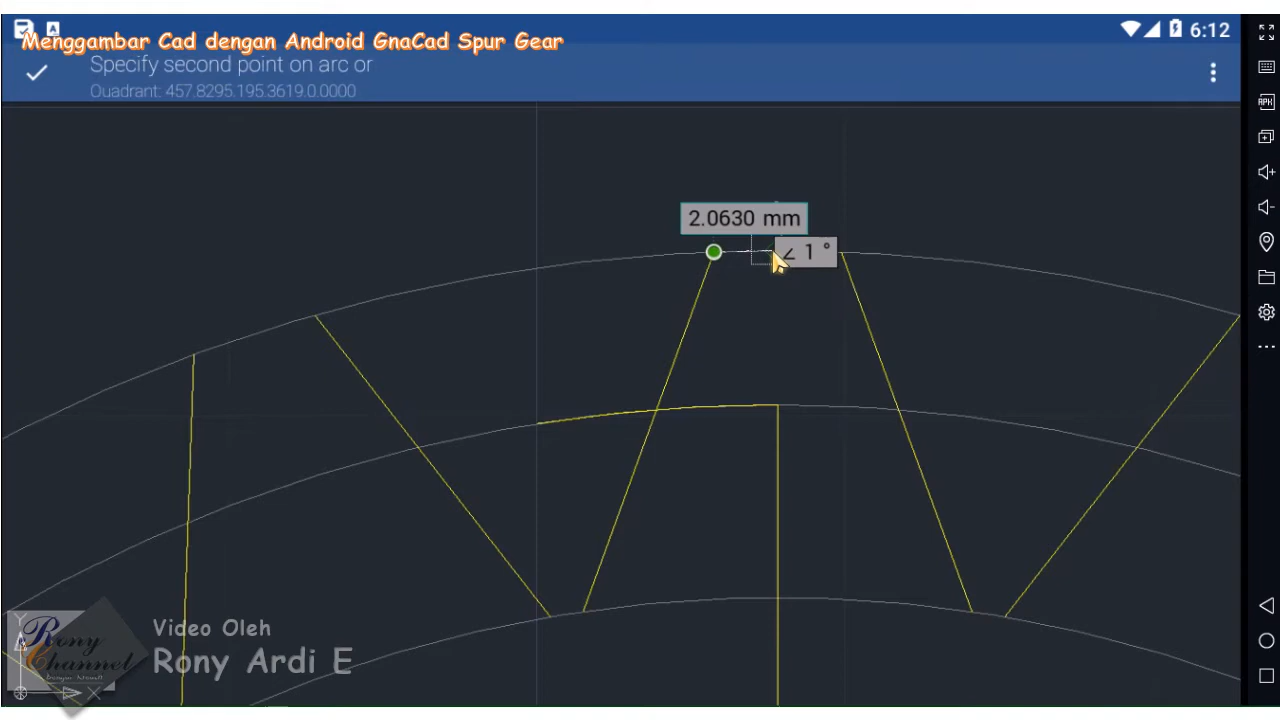 Menggambar Cad dengan Android GnaCad Spur Gear
6:12
Specify second point on arc or
Quadrant: 457.8295,195.3619,0.0000
APK
2.0630 mm
∠ 1 °
Y
Rony
Channel
X
Video Oleh
Rony Ardi E